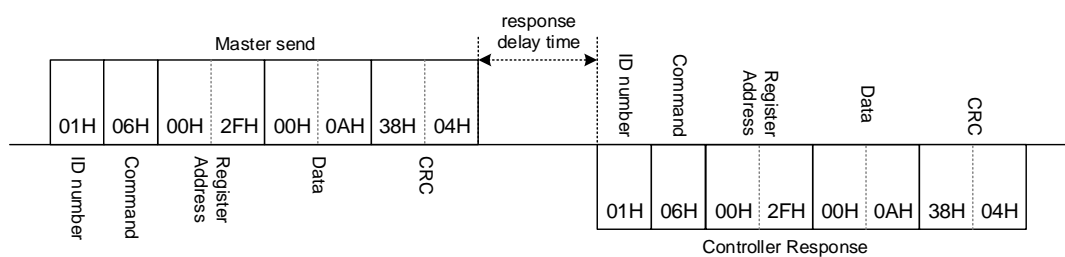 response
delay time
Master send
01H 06H 00H 2FH 00H 0AH 38H 04H
ID number
Command
Register
Address
Data
CRC
ID number
Command
Register
Address
Data
CRC
01H 06H 00H 2FH 00H 0AH 38H 04H
Controller Response